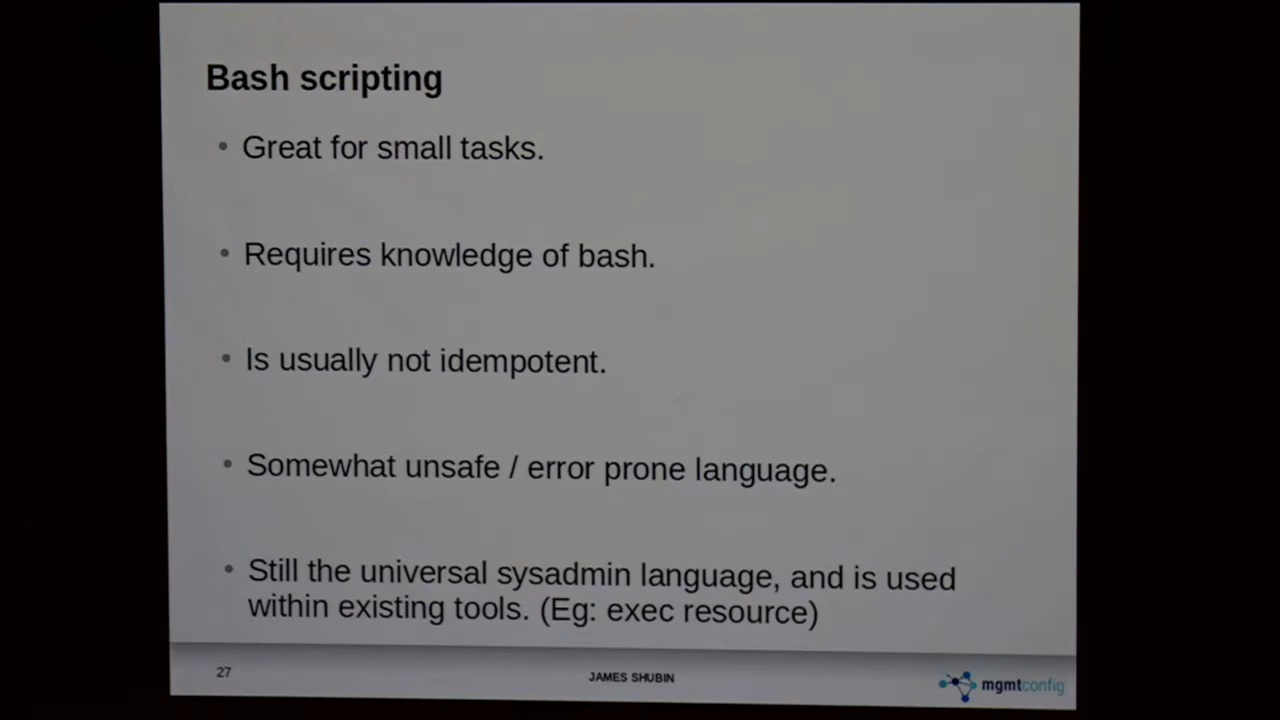 Bash scripting
• Great for small tasks.
• Requires knowledge of bash.
• Is usually not idempotent.
• Somewhat unsafe / error prone language.
• Still the universal sysadmin language, and is used
within existing tools. (Eg: exec resource)
27
JAMES SHUBIN
mgmtconfig